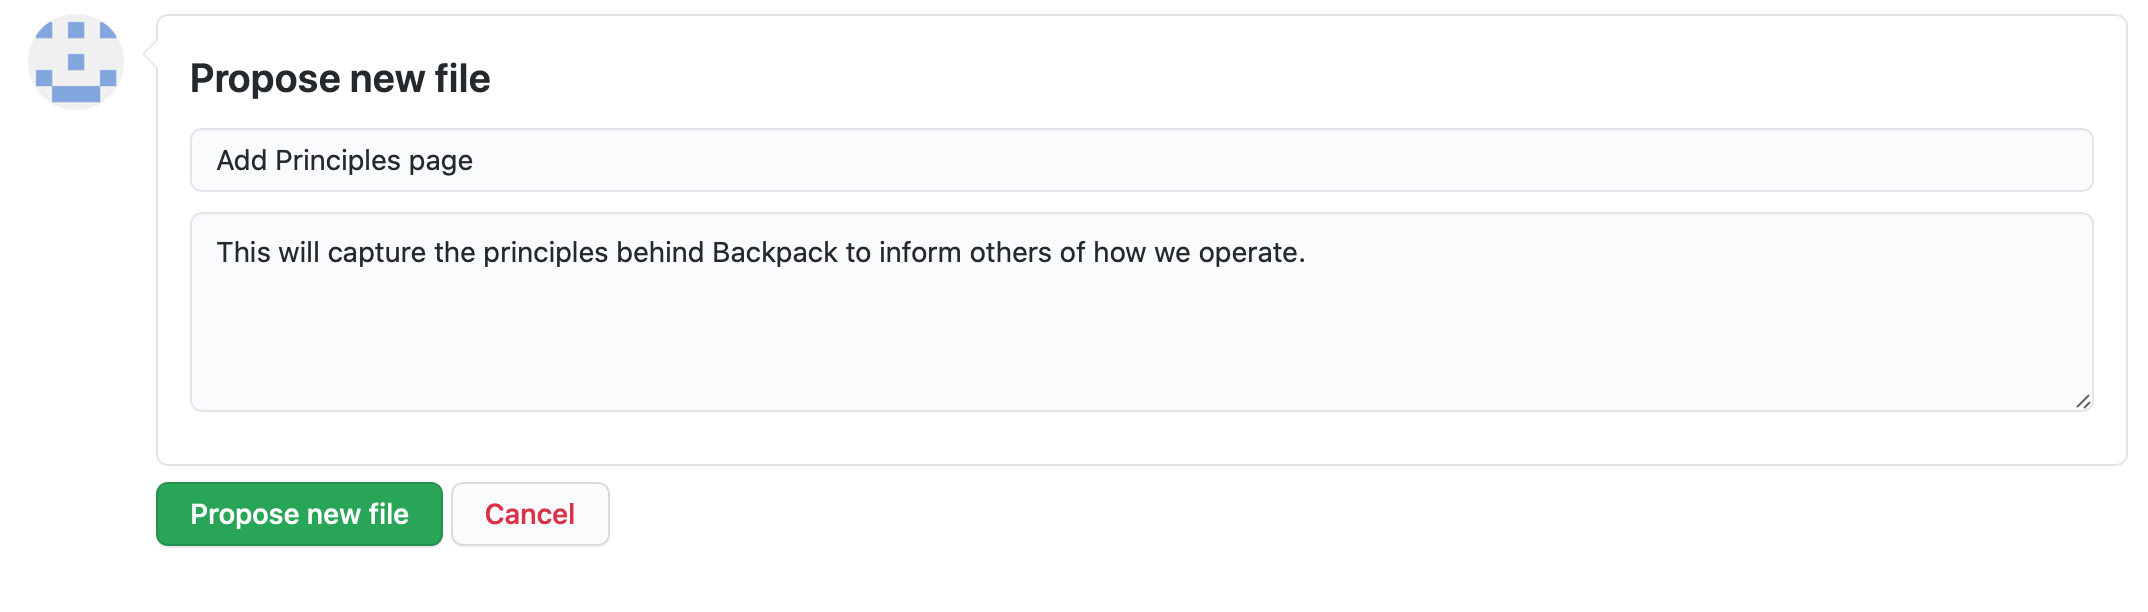 Propose new file
Add Principles page
This will capture the principles behind Backpack to inform others of how we operate.
Propose new file
Cancel